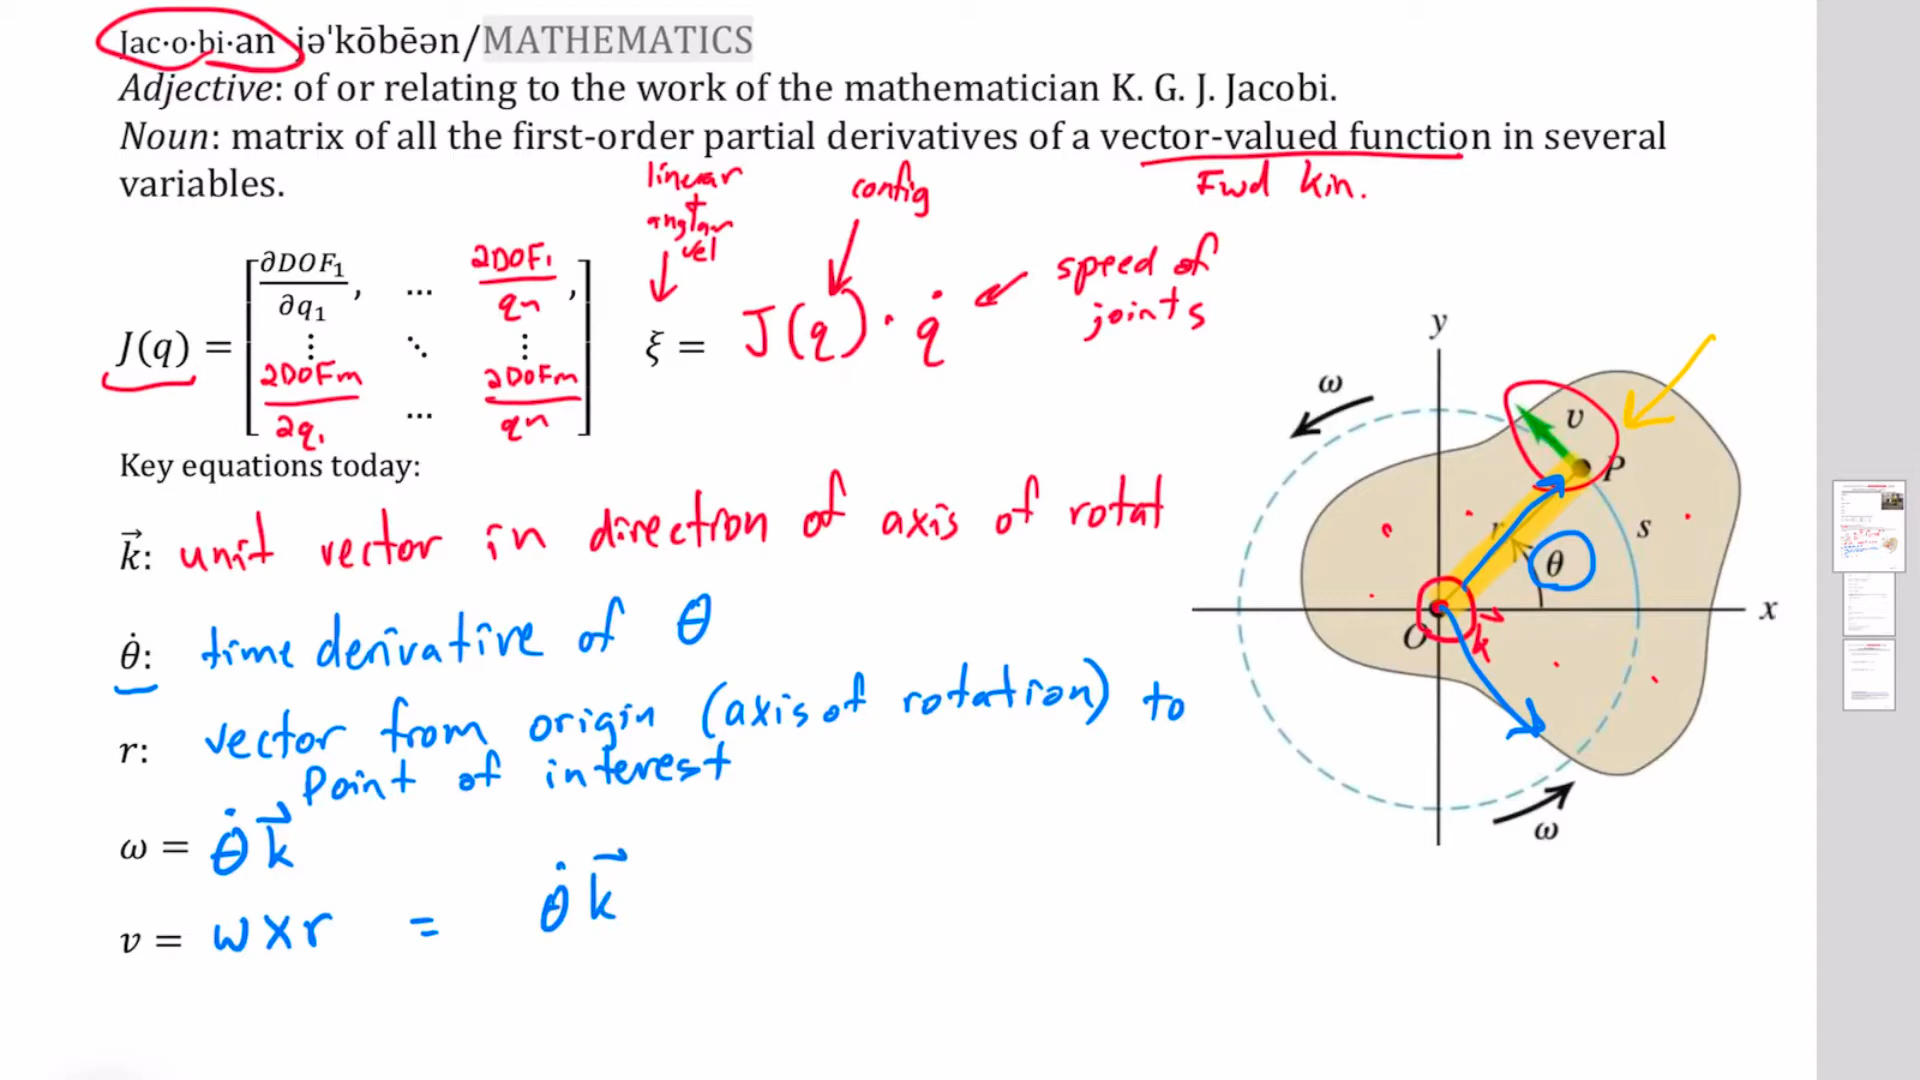 Jac·o·bi·an jə'kōbēən/MATHEMATICS
Adjective: of or relating to the work of the mathematician K. G. J. Jacobi.
Noun: matrix of all the first-order partial derivatives of a vector-valued function in several
variables.
Fwd kin.
linear
+
anglar
vel
config
speed of
joints
J(q) = [∂DOF₁/∂q₁, ... ∂DOF₁/qn,
⋮ ⋱ ⋮
∂DOFm/∂q₁ ... ∂DOFm/qn]
ξ = J(q) · q̇
Key equations today:
k⃗: unit vector in direction of axis of rotat
θ̇: time derivative of θ
r: vector from origin (axis of rotation) to
point of interest
ω = θ̇ k⃗
v = w × r = θ̇ k⃗
y
ω
v
P
r
s
θ
O
k⃗
x
ω